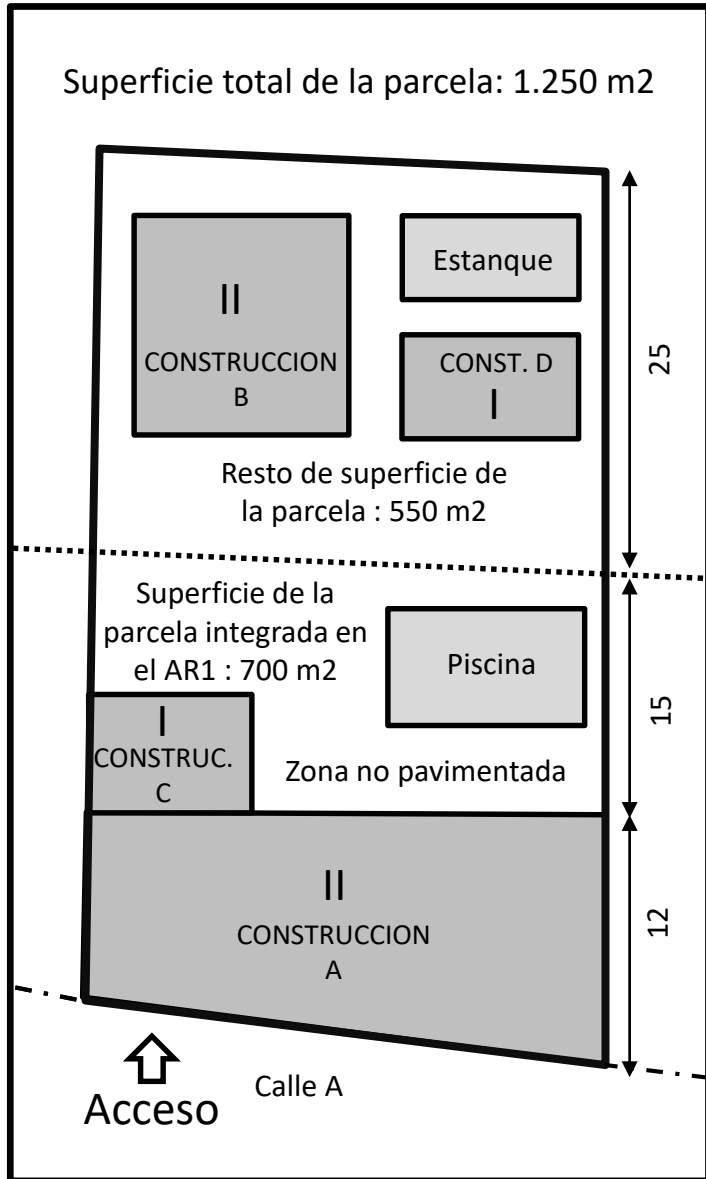 Superficie total de la parcela: 1.250 m2
II
CONSTRUCCION
B
Estanque
CONST. D
I
25
Resto de superficie de
la parcela : 550 m2
Superficie de la
parcela integrada en
el AR1 : 700 m2
Piscina
15
I
CONSTRUC.
C
Zona no pavimentada
II
CONSTRUCCION
A
12
Calle A
Acceso